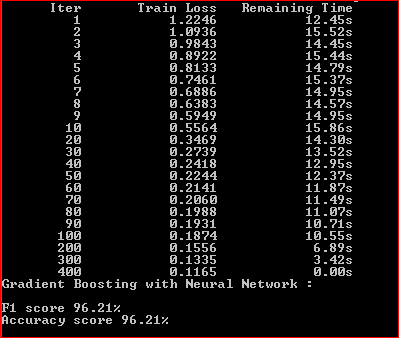 Iter Train Loss Remaining Time
1 1.2246 12.45s
2 1.0936 15.52s
3 0.9843 14.45s
4 0.8922 15.44s
5 0.8133 14.79s
6 0.7461 15.37s
7 0.6886 14.95s
8 0.6383 14.57s
9 0.5949 14.95s
10 0.5564 15.86s
20 0.3469 14.30s
30 0.2739 13.52s
40 0.2418 12.95s
50 0.2244 12.37s
60 0.2141 11.87s
70 0.2060 11.49s
80 0.1988 11.07s
90 0.1931 10.71s
100 0.1874 10.55s
200 0.1556 6.89s
300 0.1335 3.42s
400 0.1165 0.00s
Gradient Boosting with Neural Network :
F1 score 96.21%
Accuracy score 96.21%